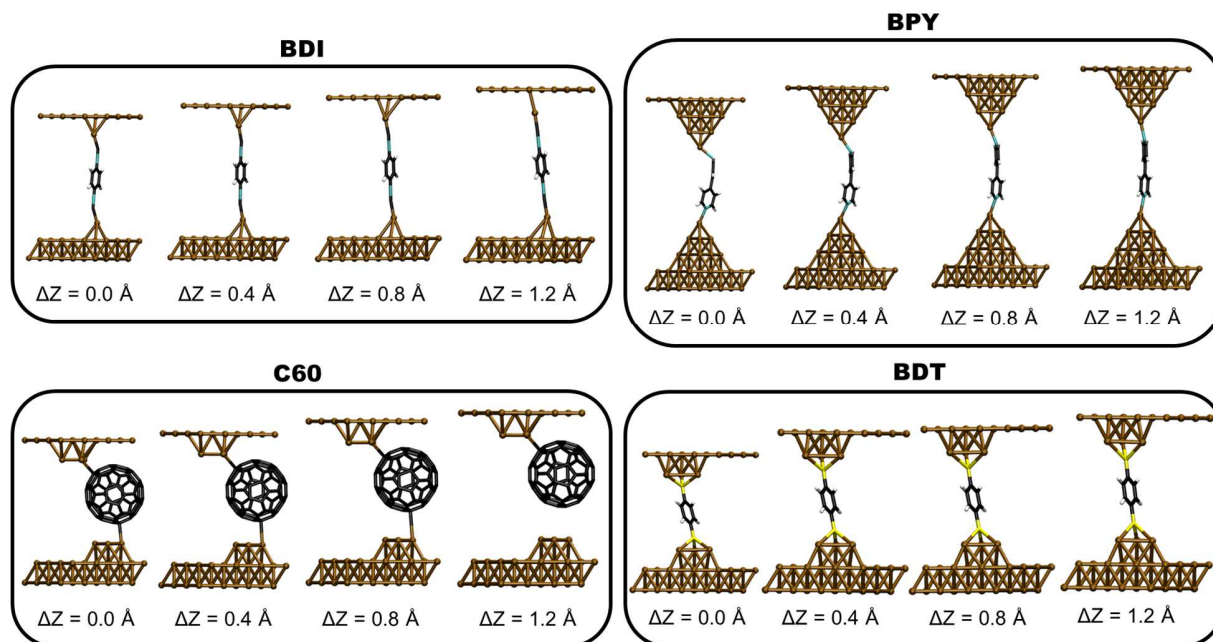 BDI
ΔZ = 0.0 Å ΔZ = 0.4 Å ΔZ = 0.8 Å ΔZ = 1.2 Å
BPY
ΔZ = 0.0 Å ΔZ = 0.4 Å ΔZ = 0.8 Å ΔZ = 1.2 Å
C60
ΔZ = 0.0 Å ΔZ = 0.4 Å ΔZ = 0.8 Å ΔZ = 1.2 Å
BDT
ΔZ = 0.0 Å ΔZ = 0.4 Å ΔZ = 0.8 Å ΔZ = 1.2 Å